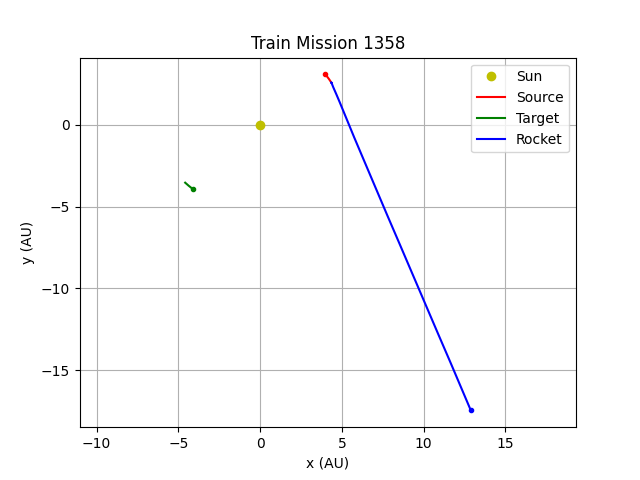 Train Mission 1358
Sun
Source
Target
Rocket
y (AU)
0
−5
−10
−15
−10
−5
0
5
10
15
x (AU)